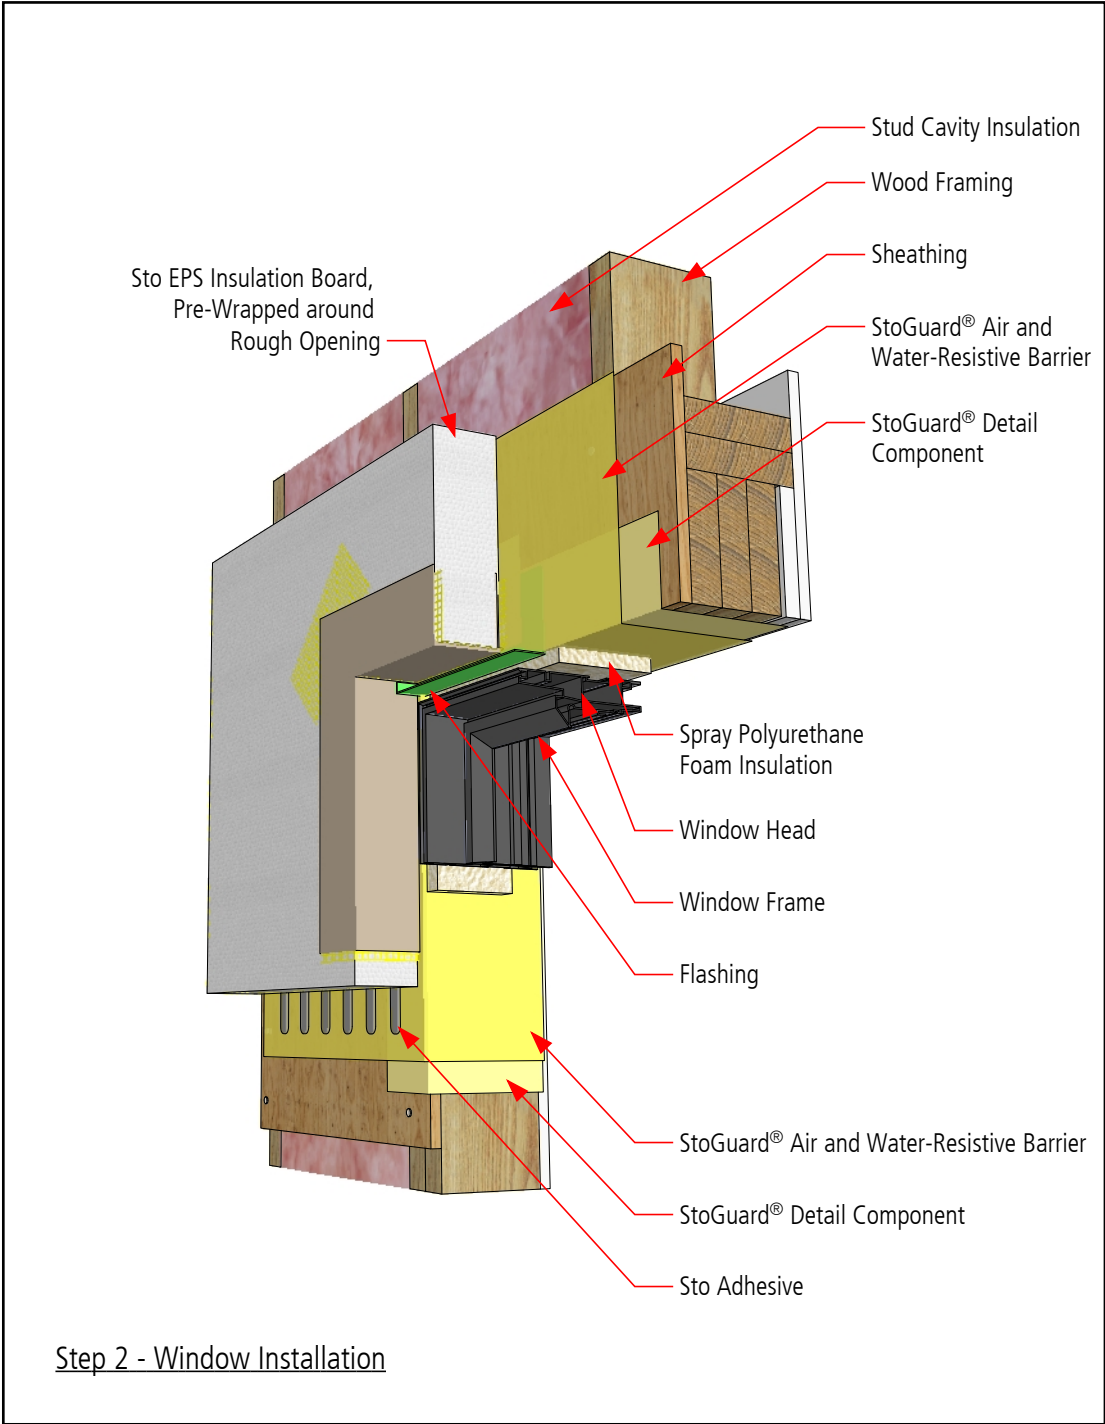 Stud Cavity Insulation
Wood Framing
Sheathing
Sto EPS Insulation Board,
Pre-Wrapped around
Rough Opening
StoGuard® Air and
Water-Resistive Barrier
StoGuard® Detail
Component
Spray Polyurethane
Foam Insulation
Window Head
Window Frame
Flashing
StoGuard® Air and Water-Resistive Barrier
StoGuard® Detail Component
Sto Adhesive
Step 2 - Window Installation